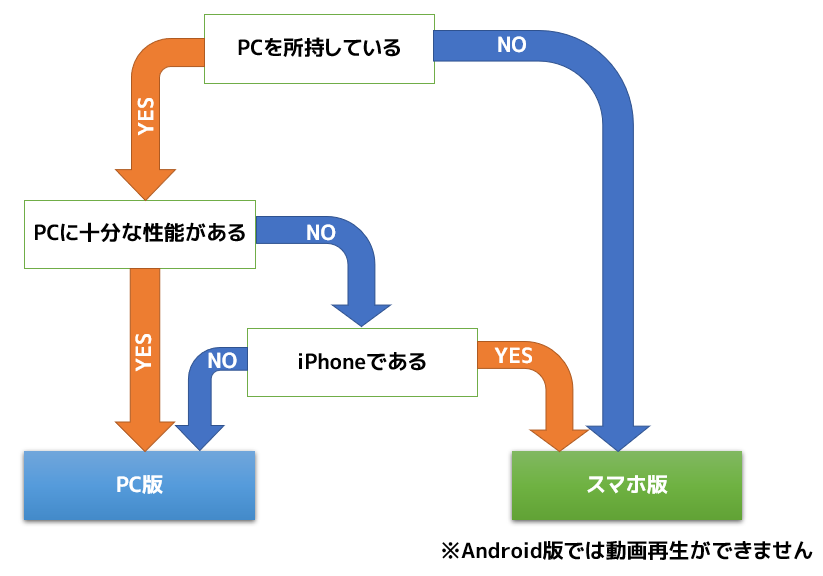 PCを所持している
NO
YES
PCに十分な性能がある
NO
YES
iPhoneである
NO
YES
PC版
スマホ版
※Android版では動画再生ができません